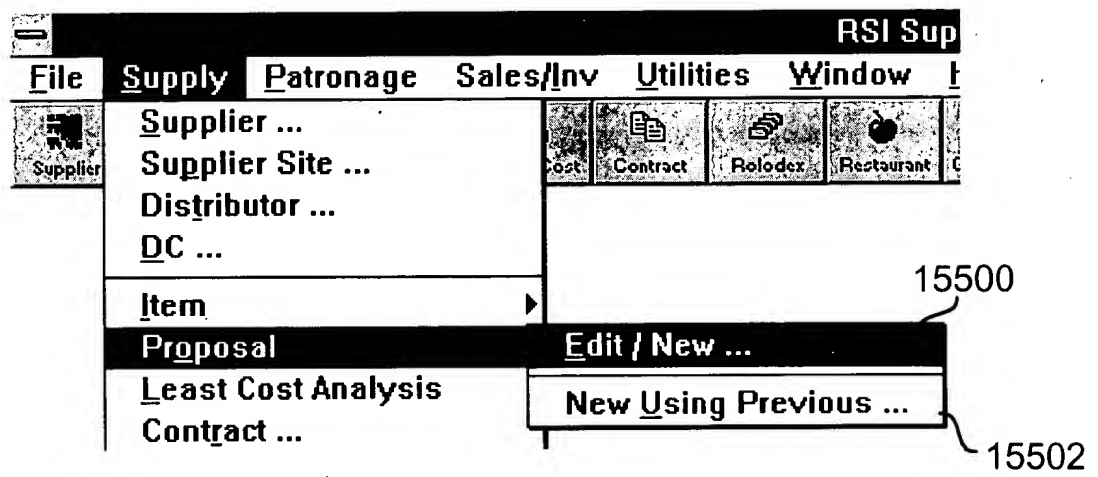 RSI Sup
File Supply Patronage Sales/Inv Utilities Window H
Supplier Cost Contract Rolodex Restaurant
Supplier ...
Supplier Site ...
Distributor ...
DC ...
Item
Proposal
Least Cost Analysis
Contract ...
Edit / New ...
New Using Previous ...
15500
15502